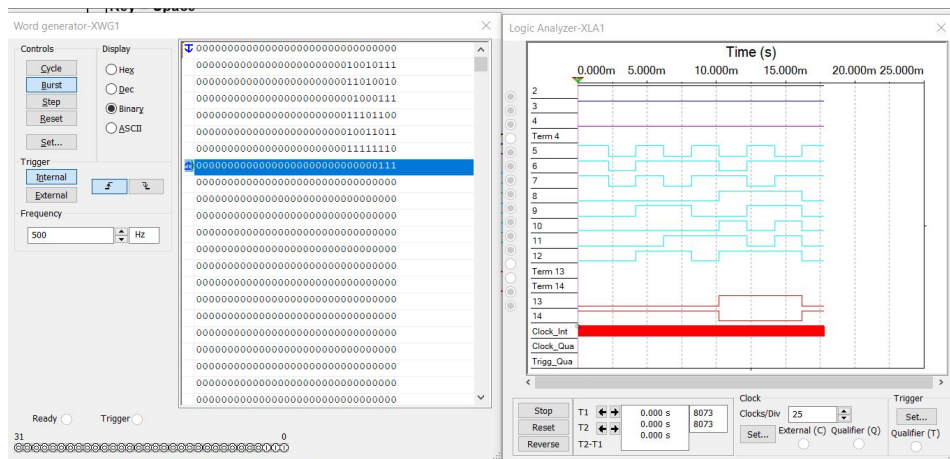 Key = Space
Word generator-XWG1
Controls
Display
Cycle
Burst
Step
Reset
Set...
Hex
Dec
Binary
ASCII
Trigger
Internal
External
Frequency
500
Hz
00000000000000000000000000000000
00000000000000000000000010010111
00000000000000000000000011010010
00000000000000000000000001000111
00000000000000000000000011101100
00000000000000000000000010011011
00000000000000000000000011111110
00000000000000000000000000000111
00000000000000000000000000000000
00000000000000000000000000000000
00000000000000000000000000000000
00000000000000000000000000000000
00000000000000000000000000000000
00000000000000000000000000000000
00000000000000000000000000000000
00000000000000000000000000000000
00000000000000000000000000000000
00000000000000000000000000000000
00000000000000000000000000000000
00000000000000000000000000000000
00000000000000000000000000000000
00000000000000000000000000000000
Ready
Trigger
31 0
Logic Analyzer-XLA1
Time (s)
0.000m 5.000m 10.000m 15.000m 20.000m 25.000m
2
3
4
Term 4
5
6
7
8
9
10
11
12
Term 13
Term 14
13
14
Clock_Int
Clock_Qua
Trigg_Qua
Stop
Reset
Reverse
T1 0.000 s 8073
T2 0.000 s 8073
T2-T1 0.000 s
Clock
Clocks/Div 25
Set...
External (C)
Qualifier (Q)
Trigger
Set...
Qualifier (T)